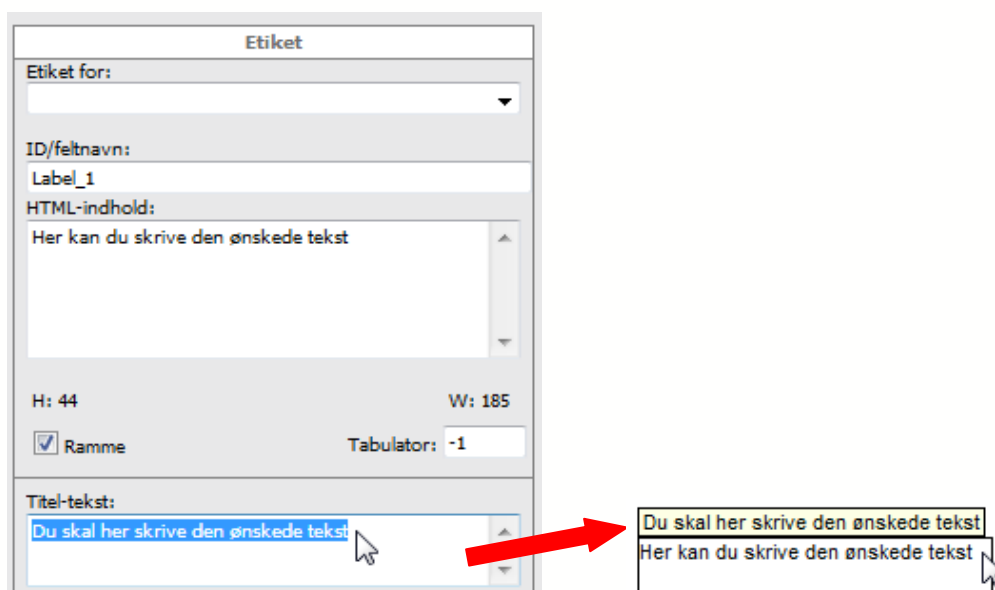 Etiket
Etiket for:
ID/feltnavn:
Label_1
HTML-indhold:
Her kan du skrive den ønskede tekst
H: 44 W: 185
Ramme Tabulator: -1
Titel-tekst:
Du skal her skrive den ønskede tekst
Du skal her skrive den ønskede tekst
Her kan du skrive den ønskede tekst